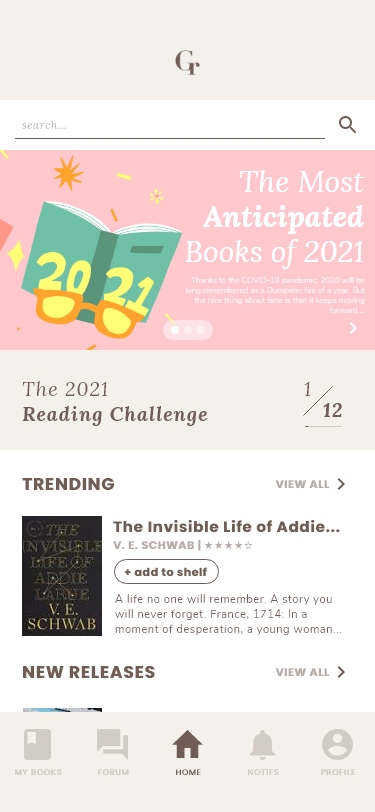 Gr
search...
The Most
Anticipated
Books of 2021
Thanks to the COVID-19 pandemic, 2020 will be
long remembered as a Dumpster fire of a year. But
the nice thing about time is that it keeps moving
forward...
2021
The 2021
Reading Challenge
1/12
TRENDING
VIEW ALL
THE
INVISIBLE
LIFE OF
ADDIE
LARUE
V. E.
SCHWAB
The Invisible Life of Addie...
V. E. SCHWAB | ★★★★☆
+ add to shelf
A life no one will remember. A story you
will never forget. France, 1714: In a
moment of desperation, a young woman...
NEW RELEASES
VIEW ALL
MY BOOKS
FORUM
HOME
NOTIFS
PROFILE